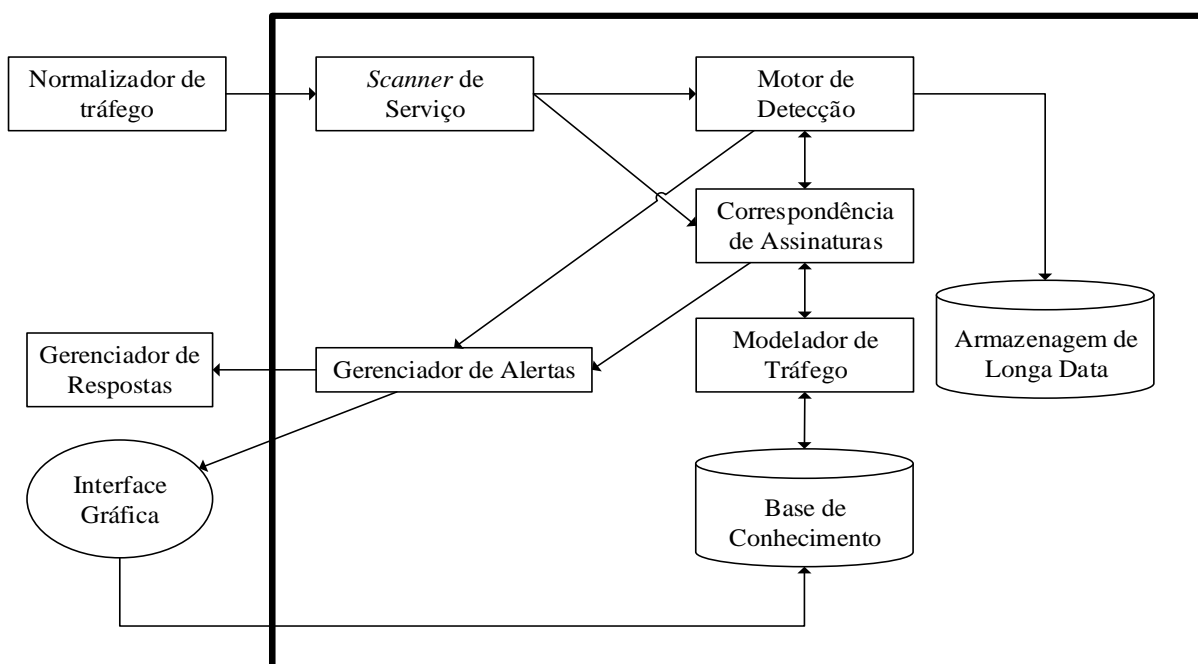 Normalizador de
tráfego
Scanner de
Serviço
Motor de
Detecção
Correspondência
de Assinaturas
Gerenciador de
Respostas
Gerenciador de Alertas
Modelador de
Tráfego
Armazenagem de
Longa Data
Interface
Gráfica
Base de
Conhecimento